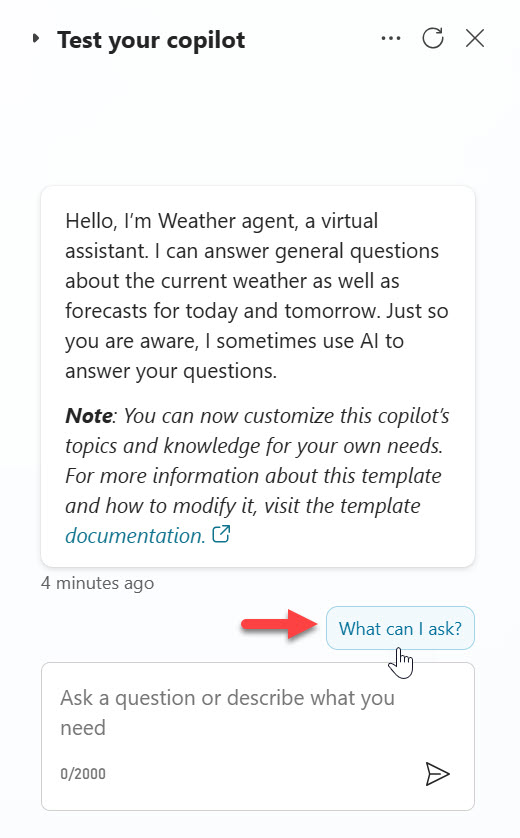 Test your copilot
Hello, I’m Weather agent, a virtual
assistant. I can answer general questions
about the current weather as well as
forecasts for today and tomorrow. Just so
you are aware, I sometimes use AI to
answer your questions.
Note: You can now customize this copilot’s
topics and knowledge for your own needs.
For more information about this template
and how to modify it, visit the template
documentation.
4 minutes ago
What can I ask?
Ask a question or describe what you
need
0/2000